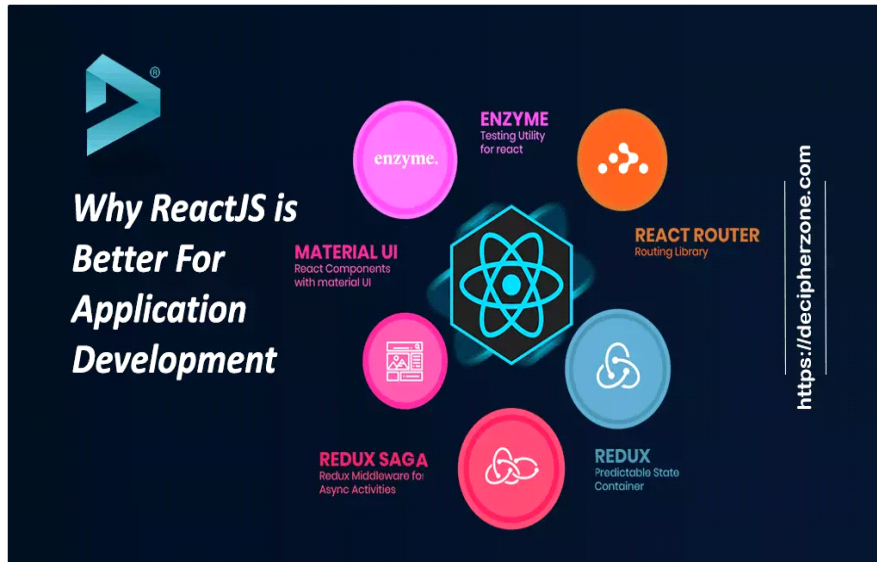 ®
Why ReactJS is
Better For
Application
Development
enzyme.
ENZYME
Testing Utility
for react
REACT ROUTER
Routing Library
MATERIAL UI
React Components
with material UI
REDUX SAGA
Redux Middleware for
Async Activities
REDUX
Predictable State
Container
https://decipherzone.com